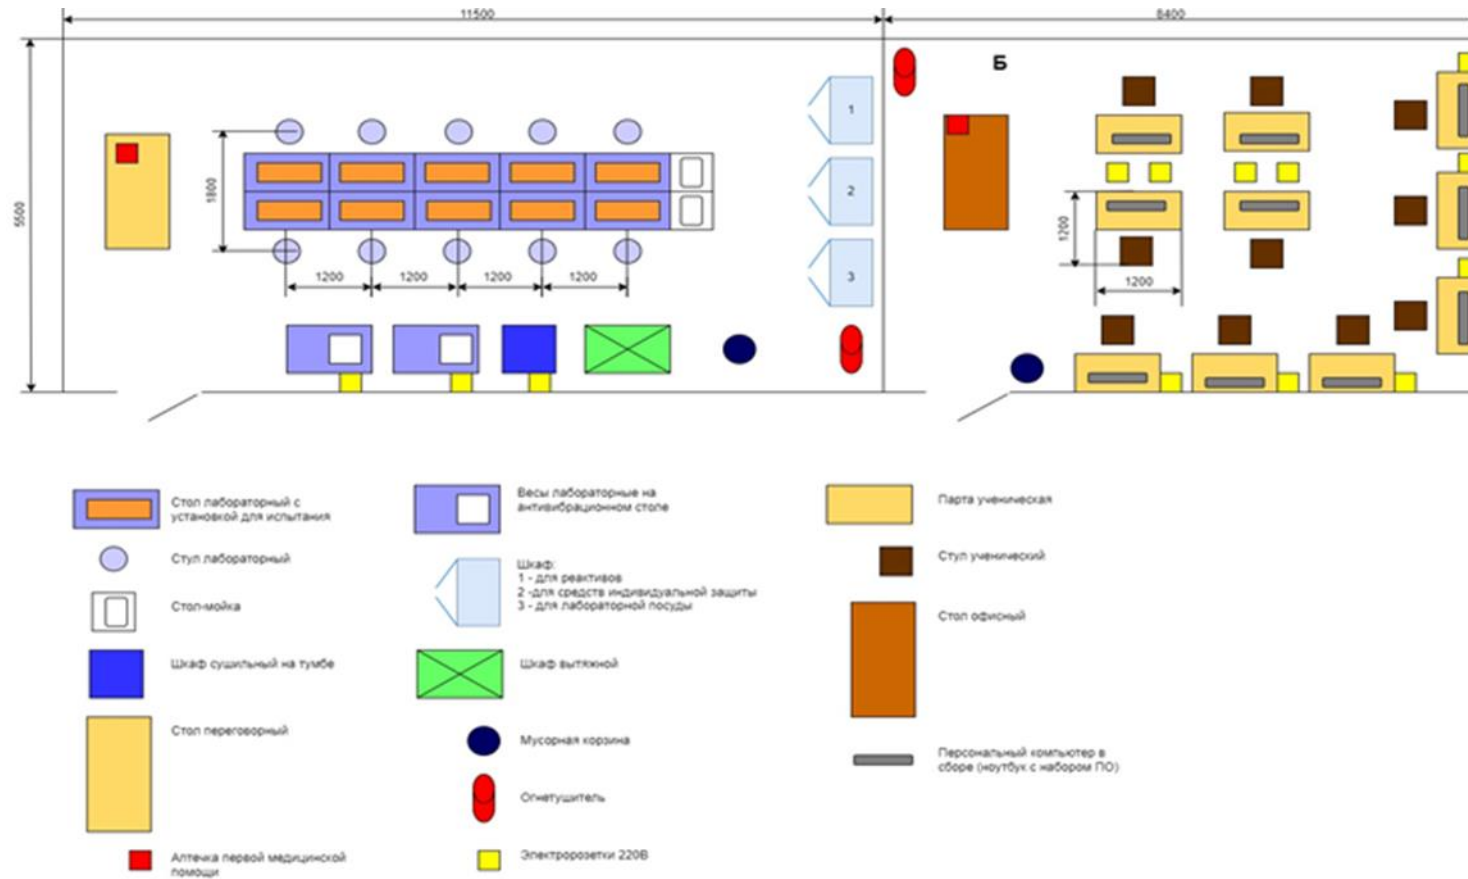 11500
8400
Б
5500
1800
1
2
3
1200
1200
1200
1200
1200
1200
Стол лабораторный с
установкой для испытания
Стул лабораторный
Стол-мойка
Шкаф сушильный на тумбе
Стол переговорный
Аптечка первой медицинской
помощи
Весы лабораторные на
антивибрационном столе
Шкаф:
1 - для реактивов
2 -для средств индивидуальной защиты
3 - для лабораторной посуды
Шкаф вытяжной
Мусорная корзина
Огнетушитель
Электророзетки 220В
Парта ученическая
Стул ученический
Стол офисный
Персональный компьютер в
сборе (ноутбук с набором ПО)